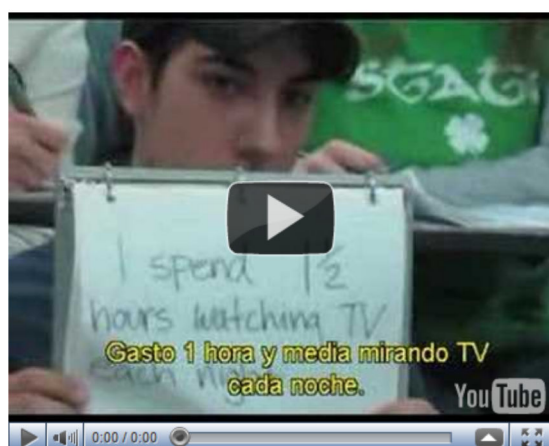 STATE
I spend 1½
hours watching TV
each night.
Gasto 1 hora y media mirando TV
cada noche.
YouTube
0:00 / 0:00